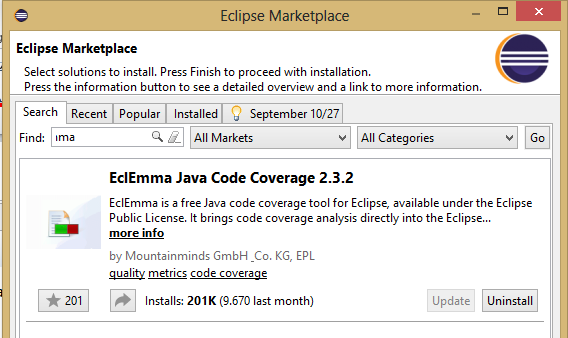 Eclipse Marketplace
Eclipse Marketplace
Select solutions to install. Press Finish to proceed with installation.
Press the information button to see a detailed overview and a link to more information.
Search Recent Popular Installed September 10/27
Find: ıma All Markets All Categories Go
EclEmma Java Code Coverage 2.3.2
EclEmma is a free Java code coverage tool for Eclipse, available under the Eclipse
Public License. It brings code coverage analysis directly into the Eclipse...
more info
by Mountainminds GmbH _Co. KG, EPL
quality metrics code coverage
201 Installs: 201K (9.670 last month) Update Uninstall